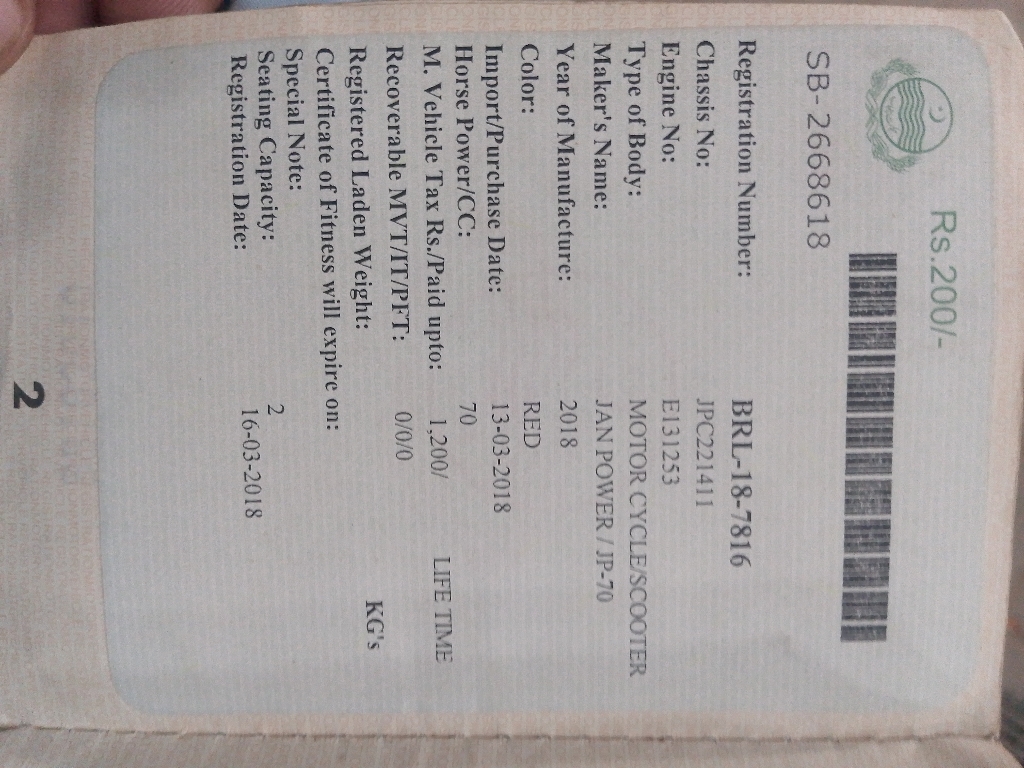 Rs.200/-
SB- 2668618
Registration Number: BRL-18-7816
Chassis No: JPC221411
Engine No: E131253
Type of Body: MOTOR CYCLE/SCOOTER
Maker's Name: JAN POWER / JP-70
Year of Manufacture: 2018
Color: RED
Import/Purchase Date: 13-03-2018
Horse Power/CC: 70
M. Vehicle Tax Rs./Paid upto: 1,200/ LIFE TIME
Recoverable MVT/IT/PFT: 0/0/0
Registered Laden Weight: KG's
Certificate of Fitness will expire on:
Special Note:
Seating Capacity: 2
Registration Date: 16-03-2018
2